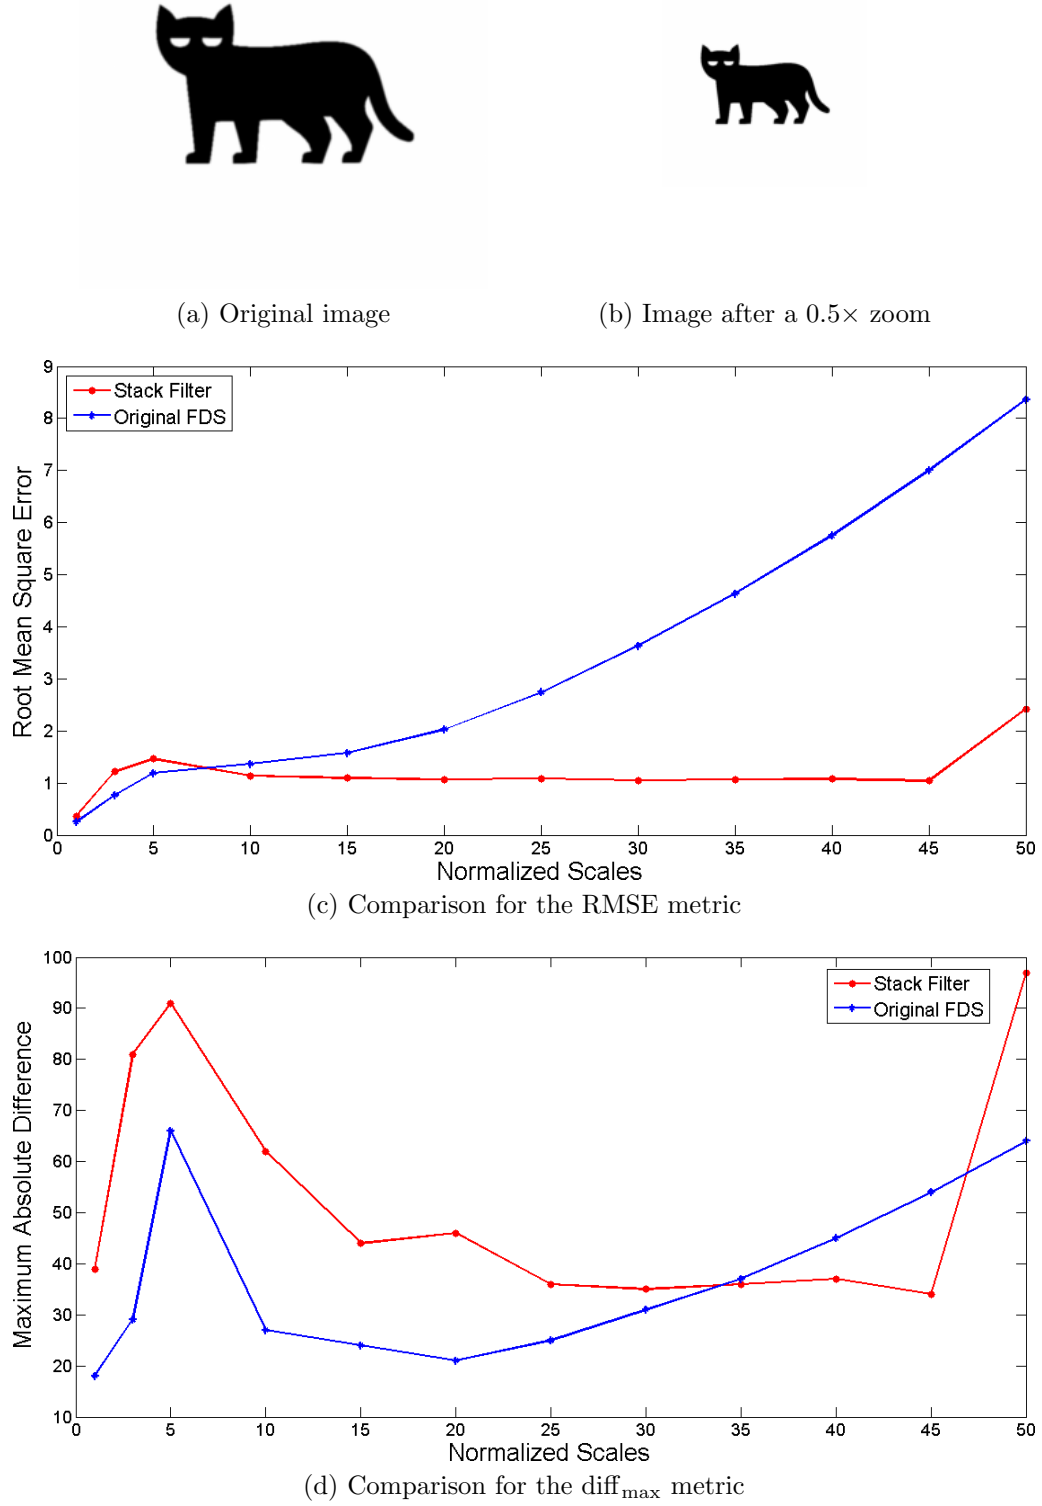 (a) Original image
(b) Image after a 0.5× zoom
9
8
7
6
5
4
3
2
1
0
Root Mean Square Error
Stack Filter
Original FDS
0 5 10 15 20 25 30 35 40 45 50
Normalized Scales
(c) Comparison for the RMSE metric
100
90
80
70
60
50
40
30
20
10
Maximum Absolute Difference
Stack Filter
Original FDS
0 5 10 15 20 25 30 35 40 45 50
Normalized Scales
(d) Comparison for the diffmax metric